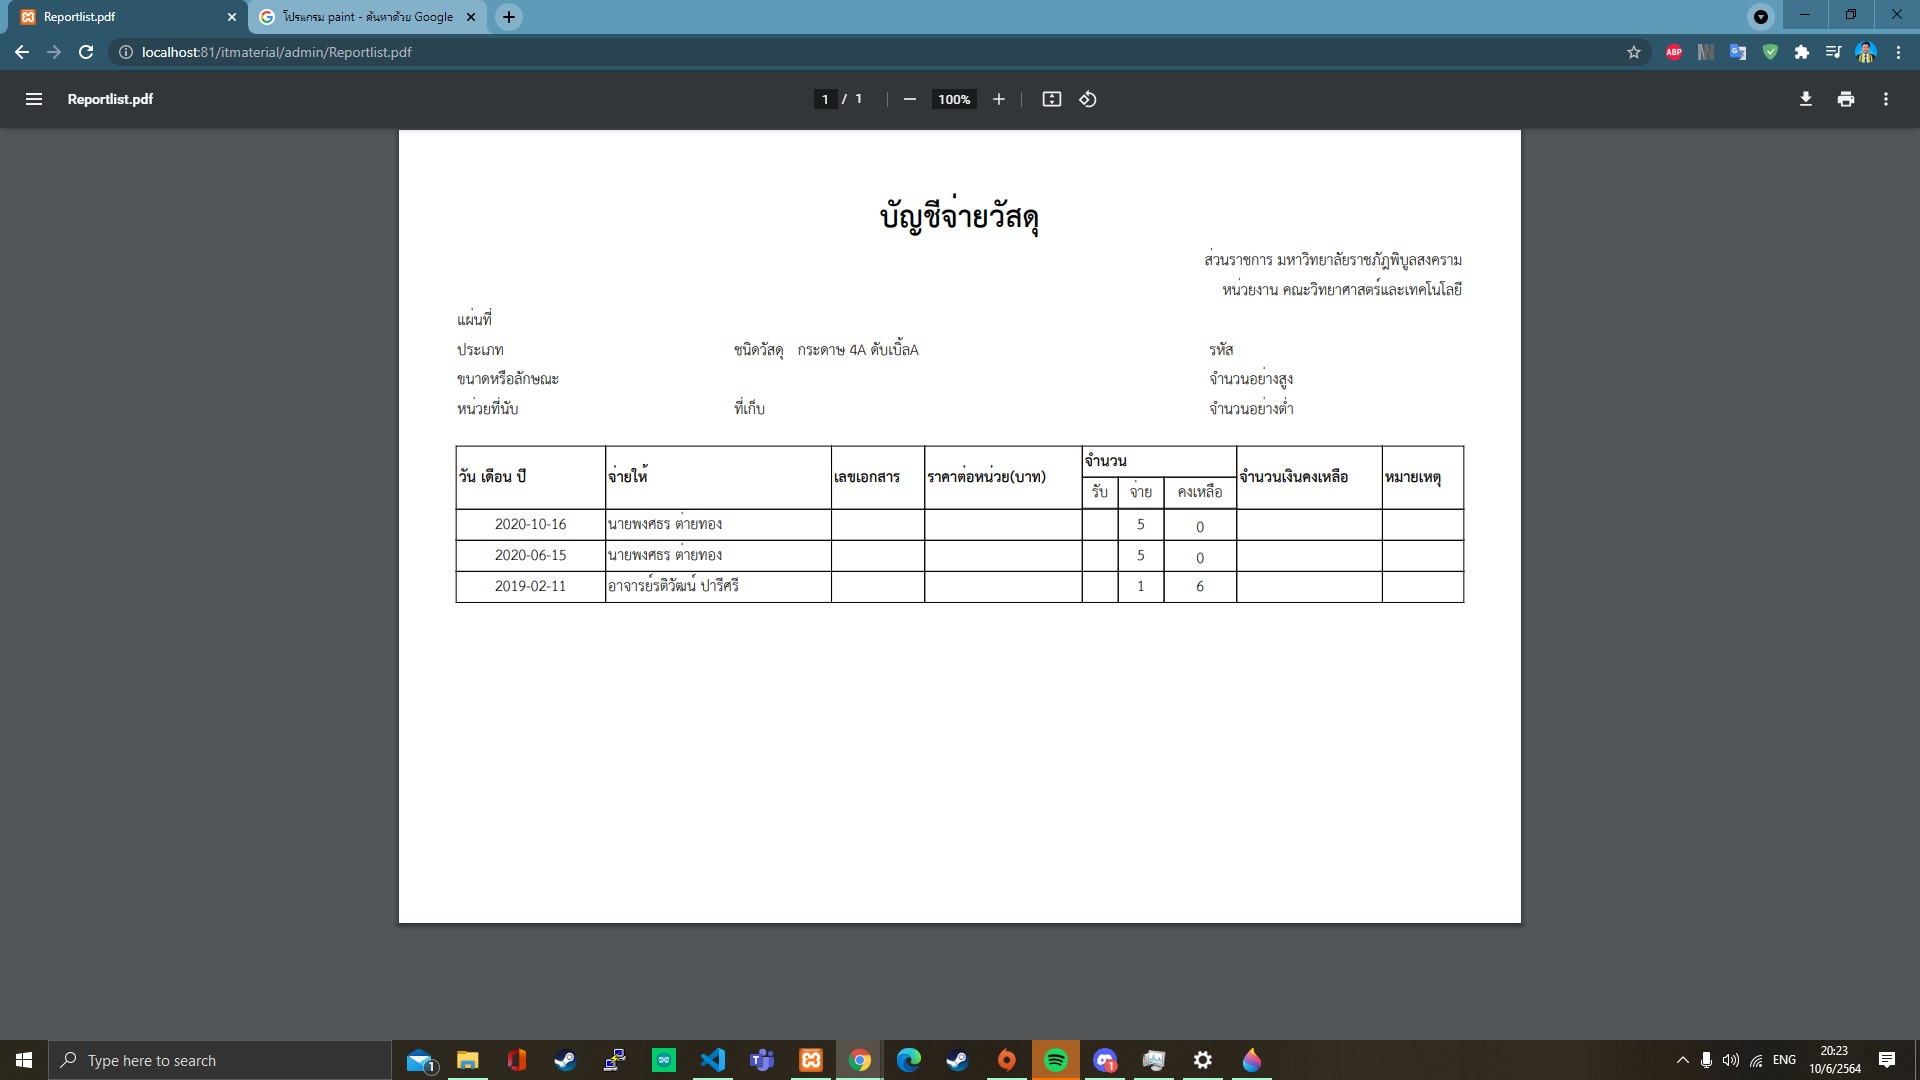 Reportlist.pdf
โปรแกรม paint - ค้นหาด้วย Google
localhost:81/itmaterial/admin/Reportlist.pdf
ABP
Reportlist.pdf
1 / 1
100%
บัญชีจ่ายวัสดุ
ส่วนราชการ มหาวิทยาลัยราชภัฎพิบูลสงคราม
หน่วยงาน คณะวิทยาศาสตร์และเทคโนโลยี
แผ่นที่
ประเภท ชนิดวัสดุ กระดาษ 4A ดับเบิ้ลA รหัส
ขนาดหรือลักษณะ จำนวนอย่างสูง
หน่วยที่นับ ที่เก็บ จำนวนอย่างต่ำ
วัน เดือน ปี จ่ายให้ เลขเอกสาร ราคาต่อหน่วย(บาท) จำนวน จำนวนเงินคงเหลือ หมายเหตุ
รับ จ่าย คงเหลือ
2020-10-16 นายพงศธร ต่ายทอง 5 0
2020-06-15 นายพงศธร ต่ายทอง 5 0
2019-02-11 อาจารย์รติวัฒน์ ปารีศรี 1 6
Type here to search
1
1
ENG
20:23
10/6/2564